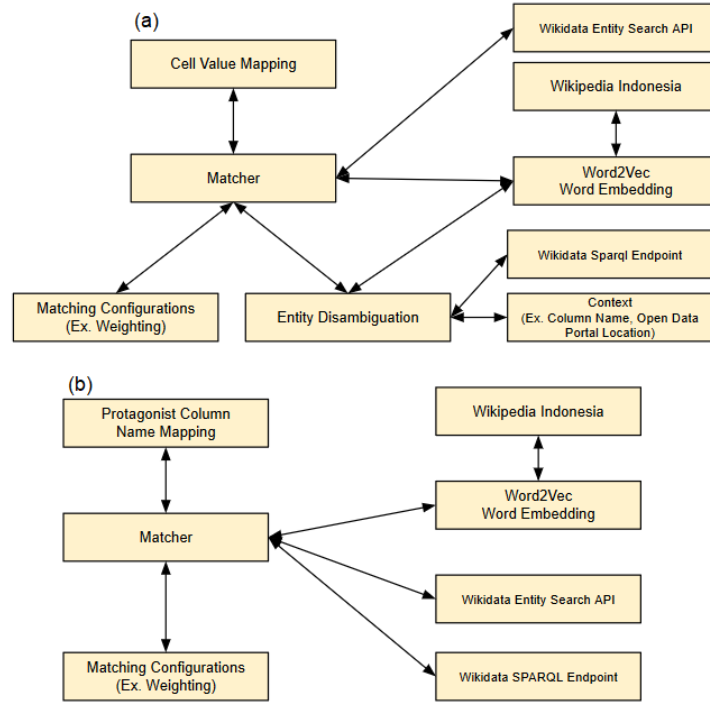 (a)
Wikidata Entity Search API
Cell Value Mapping
Wikipedia Indonesia
Matcher
Word2Vec
Word Embedding
Wikidata Sparql Endpoint
Matching Configurations
(Ex. Weighting)
Entity Disambiguation
Context
(Ex. Column Name, Open Data
Portal Location)
(b)
Protagonist Column
Name Mapping
Wikipedia Indonesia
Matcher
Word2Vec
Word Embedding
Wikidata Entity Search API
Matching Configurations
(Ex. Weighting)
Wikidata SPARQL Endpoint